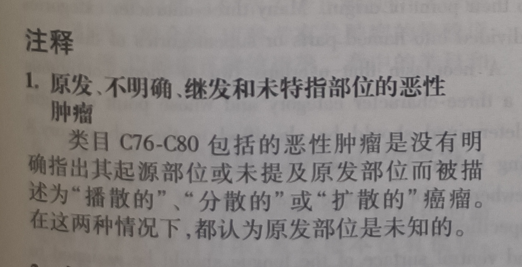 注释
1. 原发、不明确、继发和未特指部位的恶性
肿瘤
类目 C76-C80 包括的恶性肿瘤是没有明
确指出其起源部位或未提及原发部位而被描
述为“播散的”、“分散的”或“扩散的”癌瘤。
在这两种情况下,都认为原发部位是未知的。